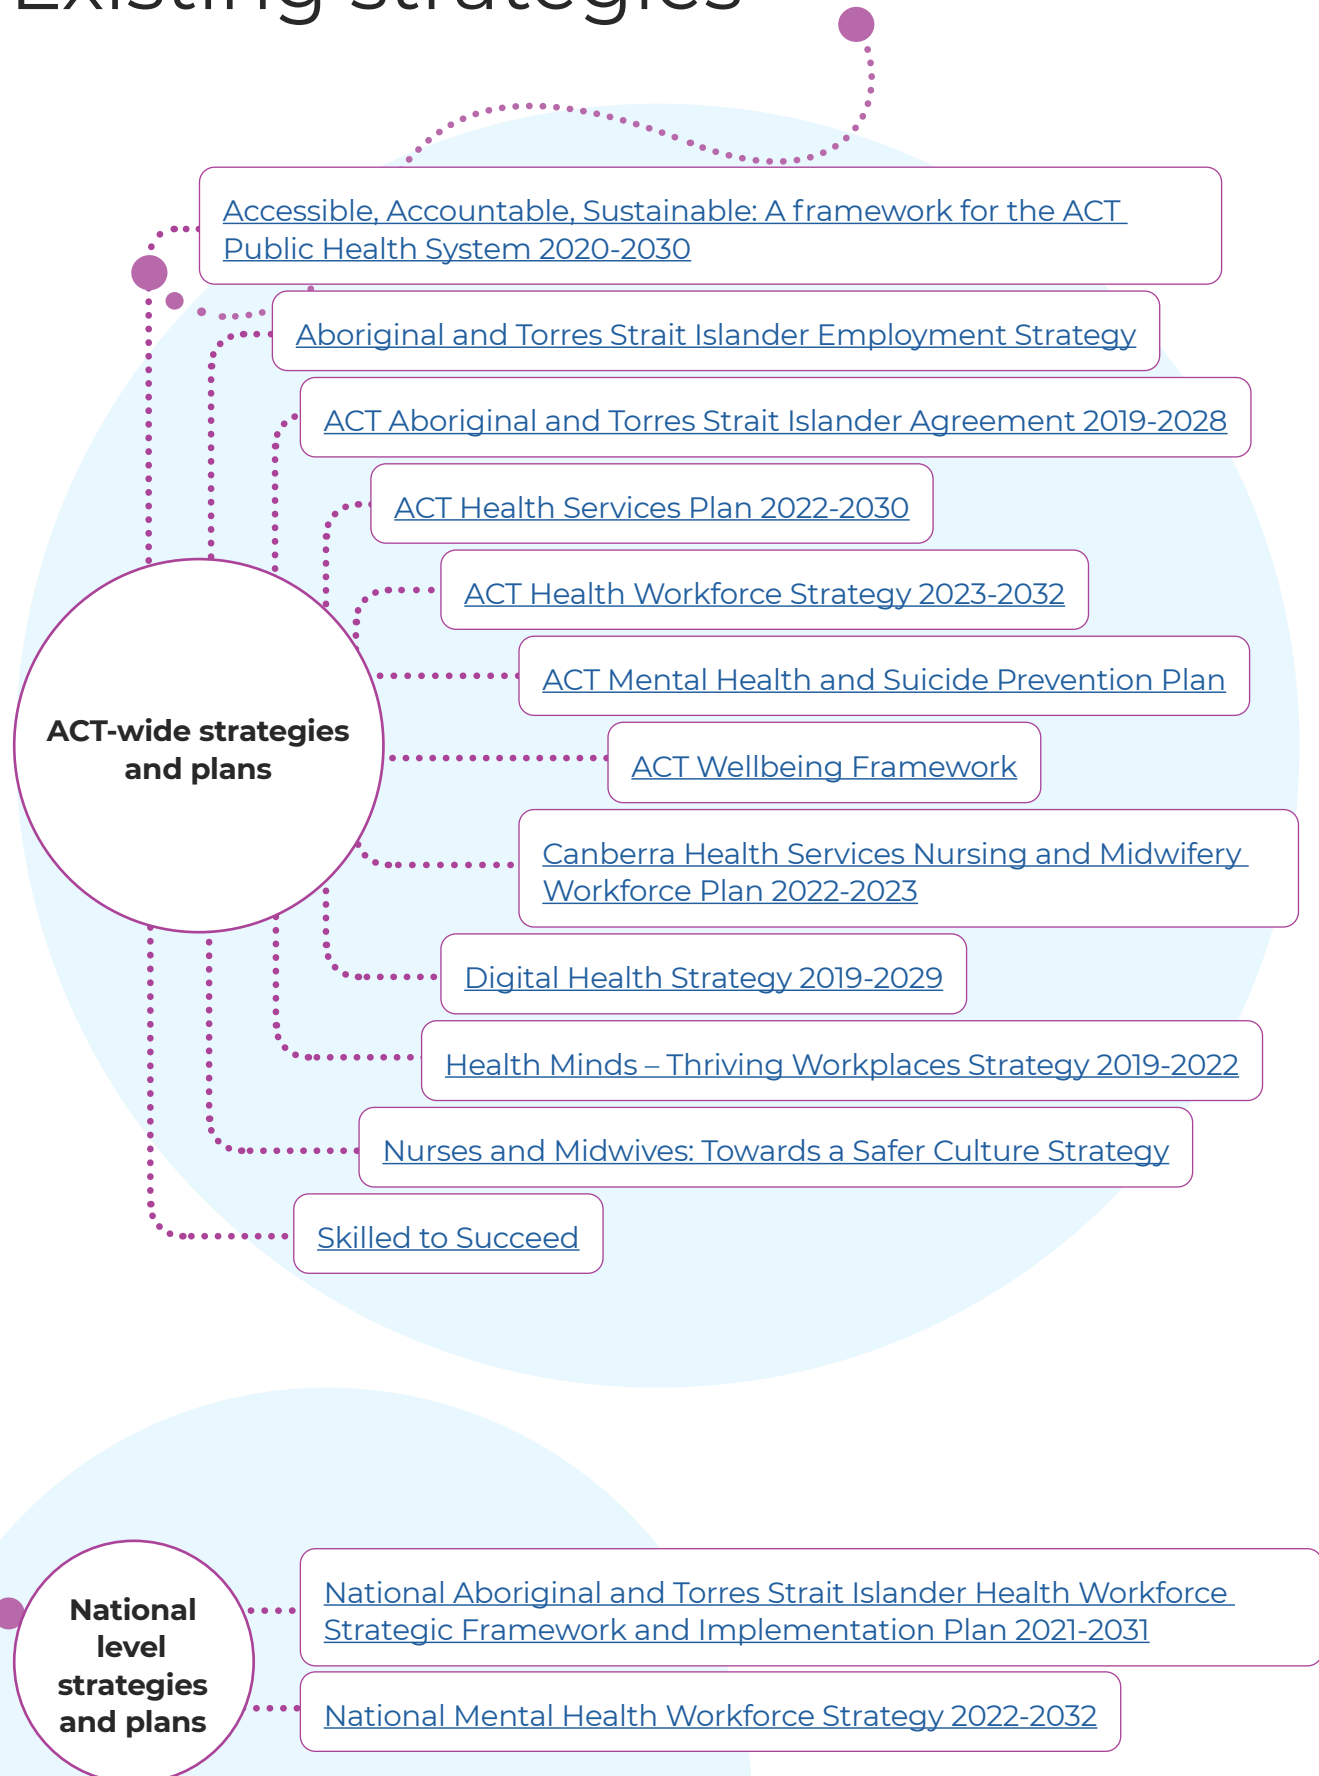 Existing strategies
Accessible, Accountable, Sustainable: A framework for the ACT
Public Health System 2020-2030
Aboriginal and Torres Strait Islander Employment Strategy
ACT Aboriginal and Torres Strait Islander Agreement 2019-2028
ACT Health Services Plan 2022-2030
ACT Health Workforce Strategy 2023-2032
ACT Mental Health and Suicide Prevention Plan
ACT-wide strategies
and plans
ACT Wellbeing Framework
Canberra Health Services Nursing and Midwifery
Workforce Plan 2022-2023
Digital Health Strategy 2019-2029
Health Minds – Thriving Workplaces Strategy 2019-2022
Nurses and Midwives: Towards a Safer Culture Strategy
Skilled to Succeed
National
level
strategies
and plans
National Aboriginal and Torres Strait Islander Health Workforce
Strategic Framework and Implementation Plan 2021-2031
National Mental Health Workforce Strategy 2022-2032